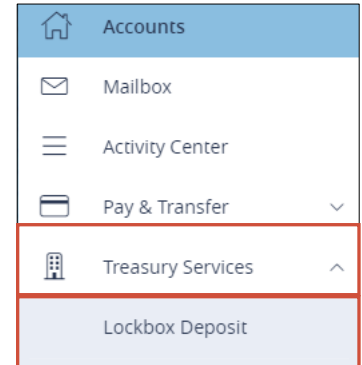 Accounts
Mailbox
Activity Center
Pay & Transfer
Treasury Services
Lockbox Deposit